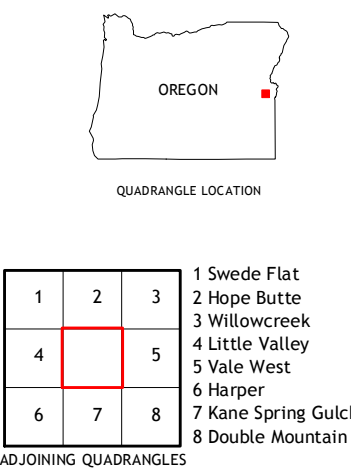 OREGON
QUADRANGLE LOCATION
1 2 3
4 5
6 7 8
1 Swede Flat
2 Hope Butte
3 Willowcreek
4 Little Valley
5 Vale West
6 Harper
7 Kane Spring Gulch
8 Double Mountain
ADJOINING QUADRANGLES